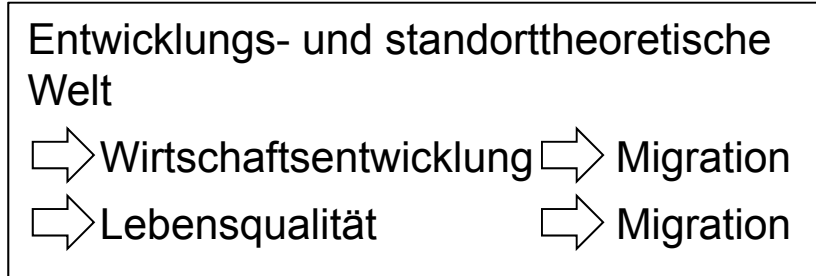 Entwicklungs- und standorttheoretische
Welt
Wirtschaftsentwicklung Migration
Lebensqualität Migration